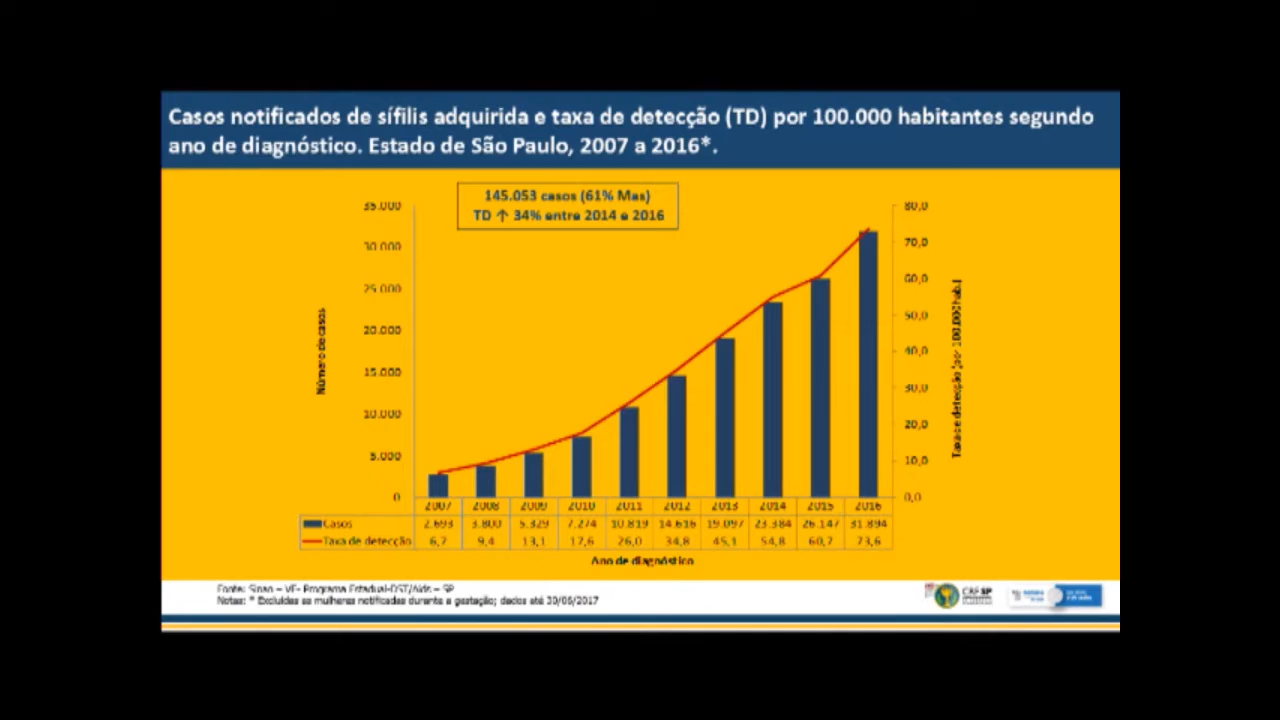 Casos notificados de sífilis adquirida e taxa de detecção (TD) por 100.000 habitantes segundo
ano de diagnóstico. Estado de São Paulo, 2007 a 2016*.
145.053 casos (61% Mas)
TD ↑ 34% entre 2014 e 2016
35.000
30.000
25.000
20.000
15.000
10.000
5.000
0
Número de casos
80,0
70,0
60,0
50,0
40,0
30,0
20,0
10,0
0,0
Taxa de detecção (por 100.000 hab.)
2007 2008 2009 2010 2011 2012 2013 2014 2015 2016
Casos 2.693 3.800 5.329 7.274 10.819 14.616 19.097 23.384 26.147 31.894
Taxa de detecção 6,7 9,4 13,1 17,6 26,0 34,8 45,1 54,8 60,7 73,6
Ano de diagnóstico
Fonte: Sinan – VE- Programa Estadual-DST/Aids – SP
Notas: * Excluídas as mulheres notificadas durante a gestação; dados até 30/06/2017